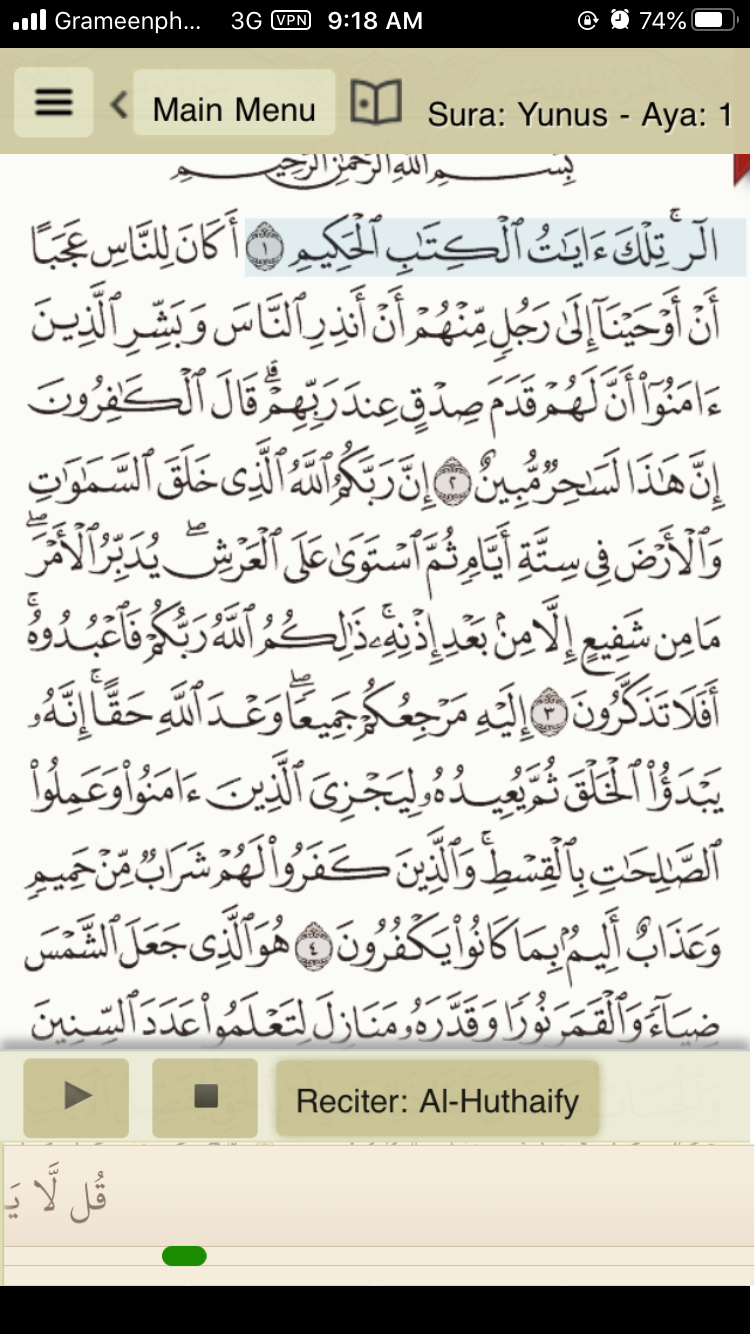 Grameenph... 3G VPN 9:18 AM 74%
Main Menu Sura: Yunus - Aya: 1
بِسْمِ ٱللَّهِ ٱلرَّحْمَٰنِ ٱلرَّحِيمِ
الٓرۚ تِلْكَ ءَايَٰتُ ٱلْكِتَٰبِ ٱلْحَكِيمِ ١ أَكَانَ لِلنَّاسِ عَجَبًا
أَنْ أَوْحَيْنَآ إِلَىٰ رَجُلٍ مِّنْهُمْ أَنْ أَنذِرِ ٱلنَّاسَ وَبَشِّرِ ٱلَّذِينَ
ءَامَنُوٓا۟ أَنَّ لَهُمْ قَدَمَ صِدْقٍ عِندَ رَبِّهِمْۗ قَالَ ٱلْكَٰفِرُونَ
إِنَّ هَٰذَا لَسَٰحِرٌ مُّبِينٌ ٢ إِنَّ رَبَّكُمُ ٱللَّهُ ٱلَّذِى خَلَقَ ٱلسَّمَٰوَٰتِ
وَٱلْأَرْضَ فِى سِتَّةِ أَيَّامٍ ثُمَّ ٱسْتَوَىٰ عَلَى ٱلْعَرْشِۖ يُدَبِّرُ ٱلْأَمْرَۖ
مَا مِن شَفِيعٍ إِلَّا مِنۢ بَعْدِ إِذْنِهِۦۚ ذَٰلِكُمُ ٱللَّهُ رَبُّكُمْ فَٱعْبُدُوهُۚ
أَفَلَا تَذَكَّرُونَ ٣ إِلَيْهِ مَرْجِعُكُمْ جَمِيعًاۖ وَعْدَ ٱللَّهِ حَقًّاۚ إِنَّهُۥ
يَبْدَؤُا۟ ٱلْخَلْقَ ثُمَّ يُعِيدُهُۥ لِيَجْزِىَ ٱلَّذِينَ ءَامَنُوا۟ وَعَمِلُوا۟
ٱلصَّٰلِحَٰتِ بِٱلْقِسْطِۚ وَٱلَّذِينَ كَفَرُوا۟ لَهُمْ شَرَابٌ مِّنْ حَمِيمٍ
وَعَذَابٌ أَلِيمٌۢ بِمَا كَانُوا۟ يَكْفُرُونَ ٤ هُوَ ٱلَّذِى جَعَلَ ٱلشَّمْسَ
ضِيَآءً وَٱلْقَمَرَ نُورًا وَقَدَّرَهُۥ مَنَازِلَ لِتَعْلَمُوا۟ عَدَدَ ٱلسِّنِينَ
Reciter: Al-Huthaify
قُل لَّا يَ